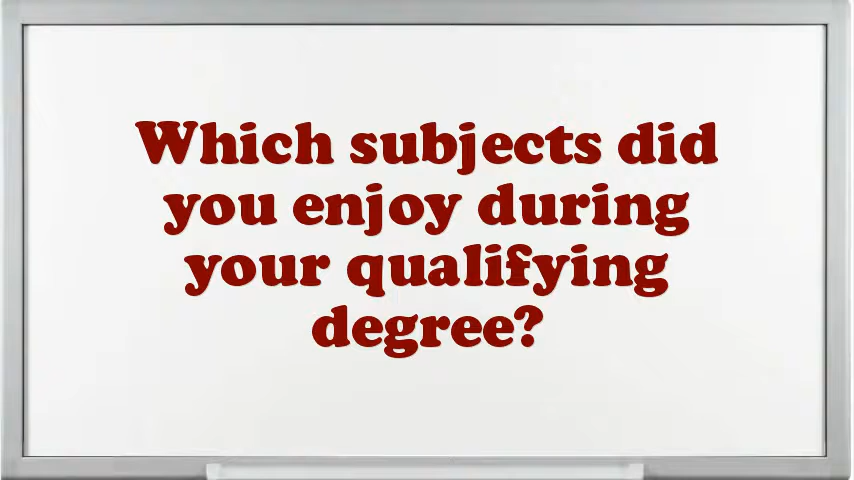 Which subjects did
you enjoy during
your qualifying
degree?